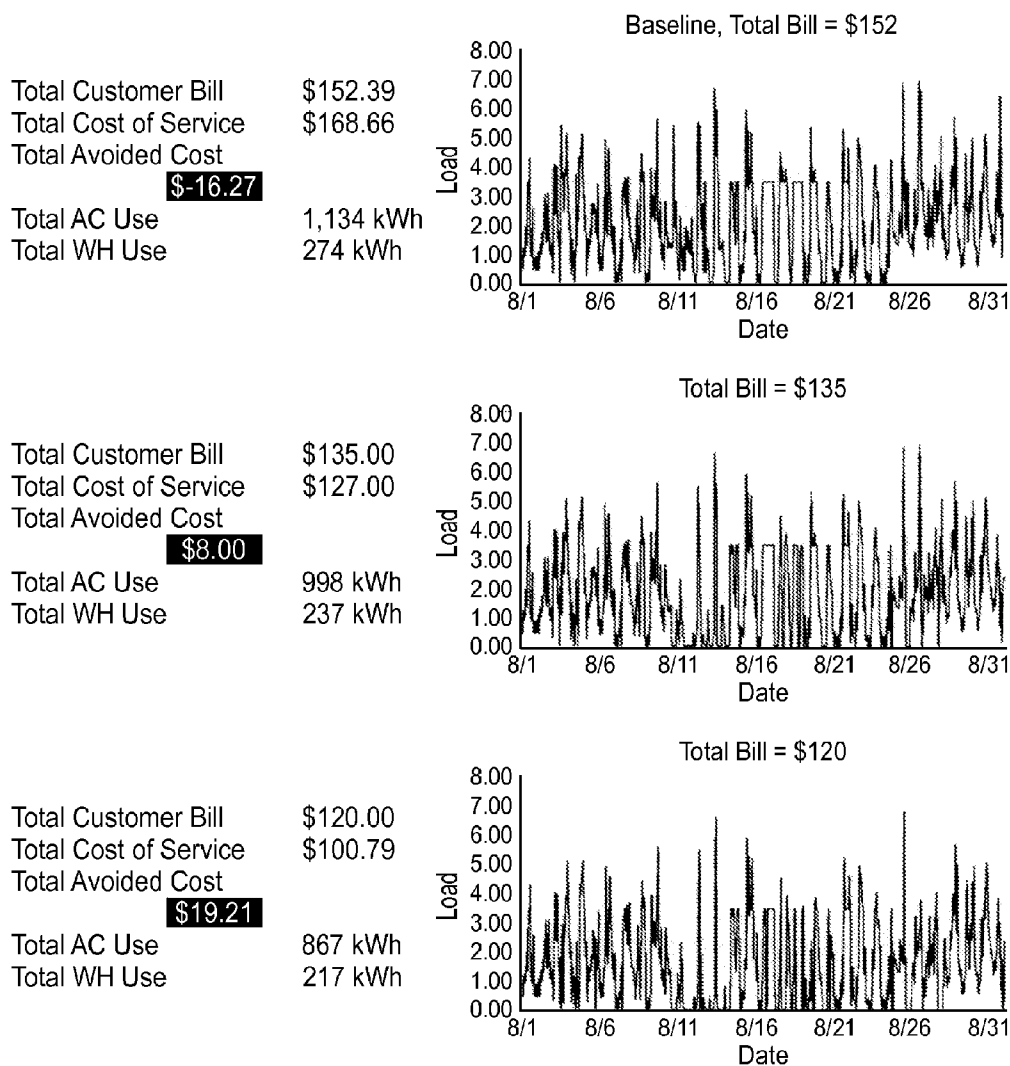 Baseline, Total Bill = $152
Total Customer Bill $152.39
Total Cost of Service $168.66
Total Avoided Cost
$-16.27
Total AC Use 1,134 kWh
Total WH Use 274 kWh
8.00
7.00
6.00
5.00
4.00
3.00
2.00
1.00
0.00
Load
8/1 8/6 8/11 8/16 8/21 8/26 8/31
Date
Total Bill = $135
Total Customer Bill $135.00
Total Cost of Service $127.00
Total Avoided Cost
$8.00
Total AC Use 998 kWh
Total WH Use 237 kWh
8.00
7.00
6.00
5.00
4.00
3.00
2.00
1.00
0.00
Load
8/1 8/6 8/11 8/16 8/21 8/26 8/31
Date
Total Bill = $120
Total Customer Bill $120.00
Total Cost of Service $100.79
Total Avoided Cost
$19.21
Total AC Use 867 kWh
Total WH Use 217 kWh
8.00
7.00
6.00
5.00
4.00
3.00
2.00
1.00
0.00
Load
8/1 8/6 8/11 8/16 8/21 8/26 8/31
Date